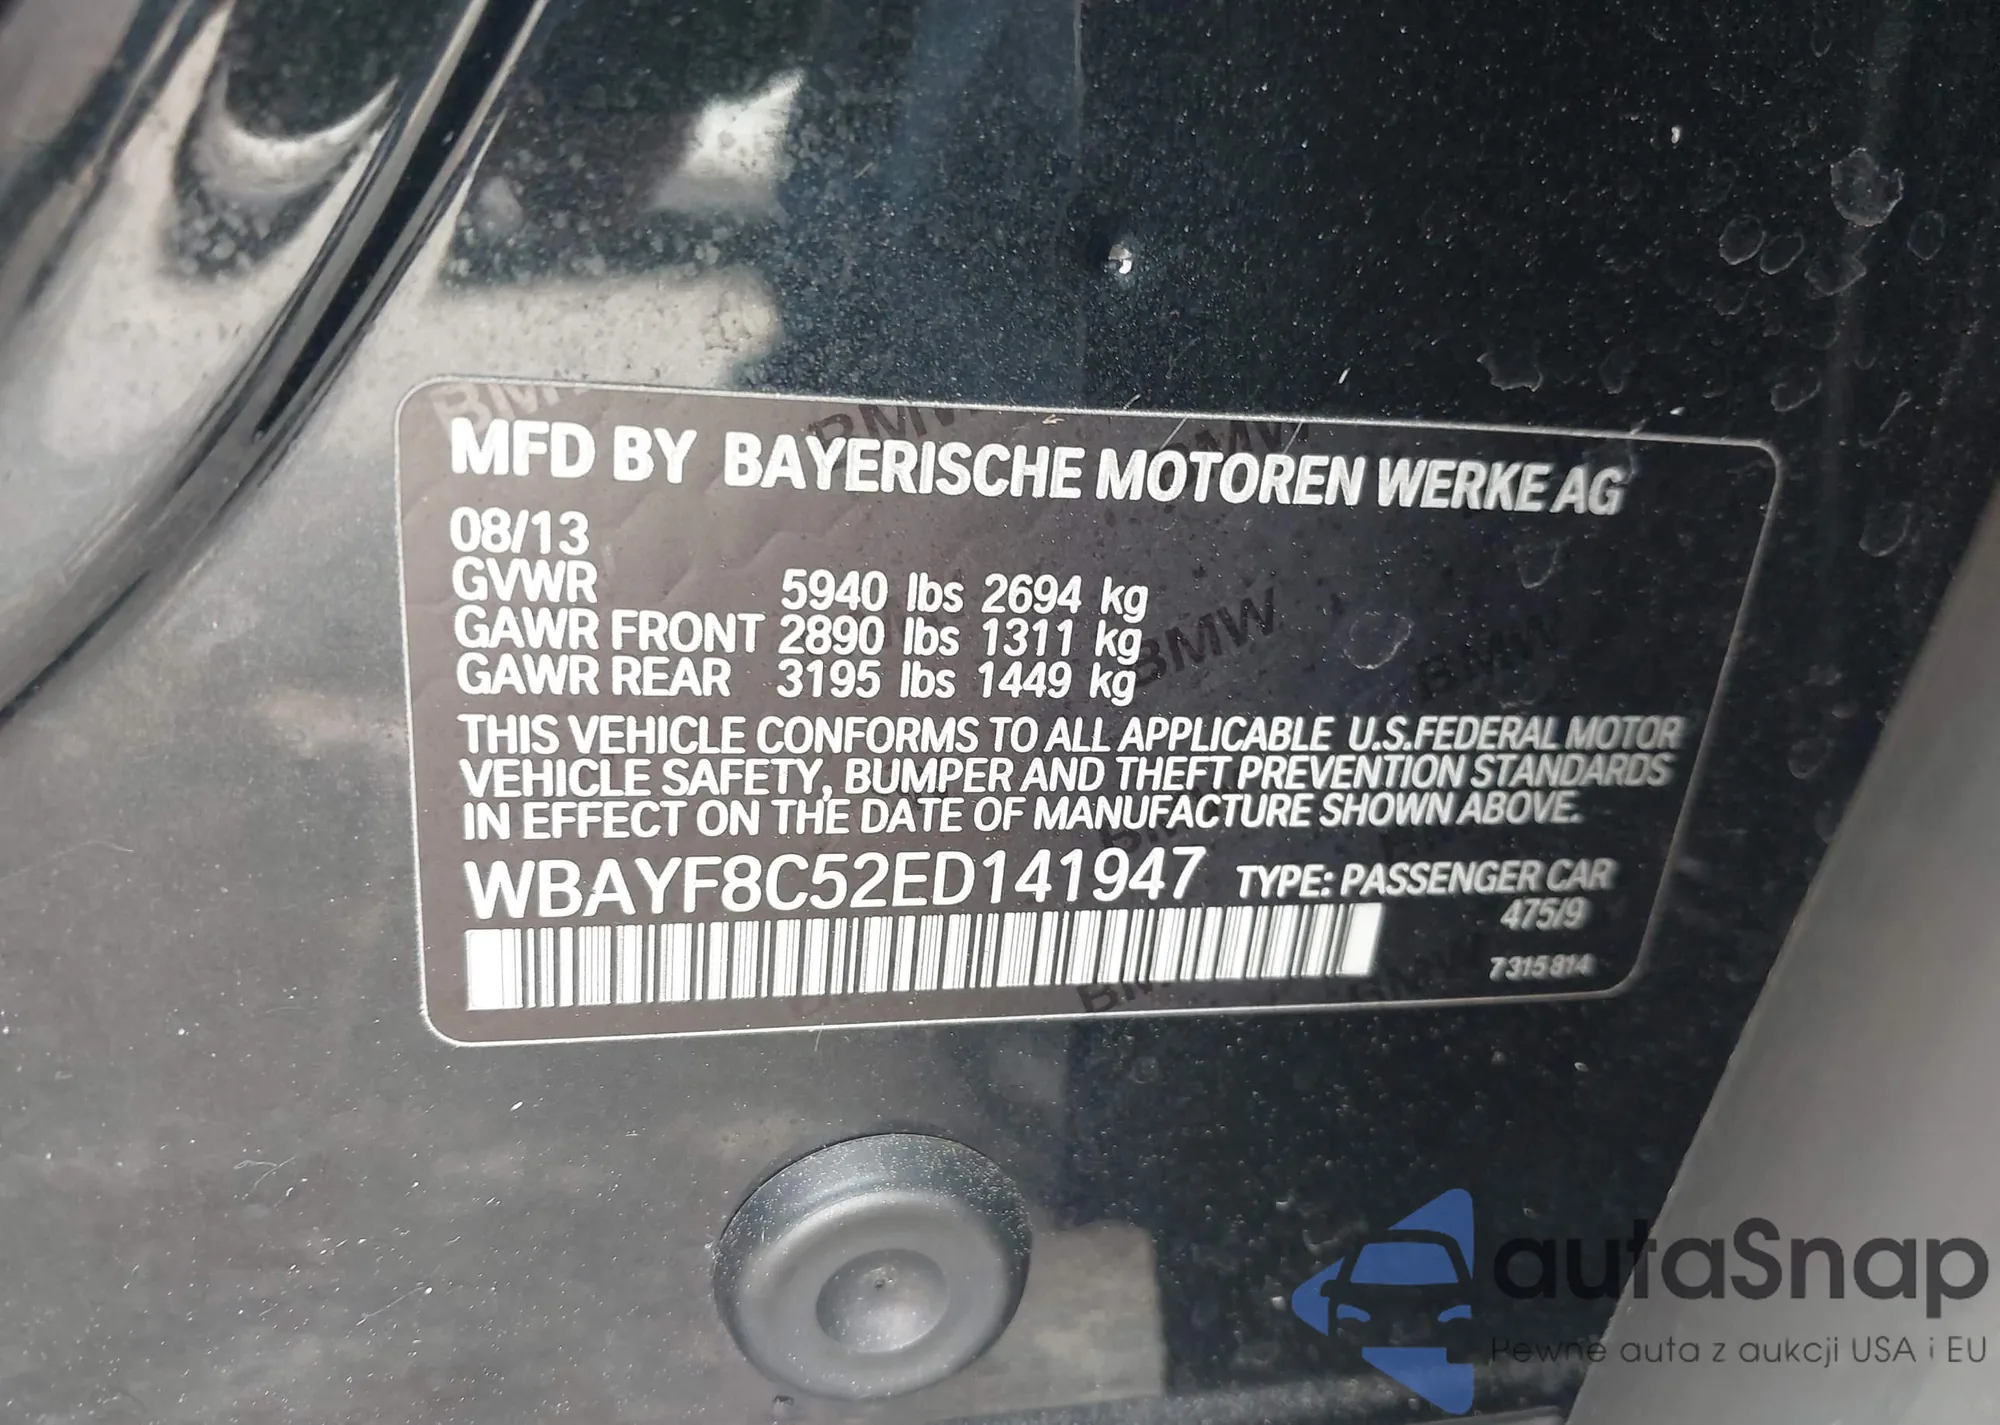 MFD BY BAYERISCHE MOTOREN WERKE AG
08/13
GVWR 5940 lbs 2694 kg
GAWR FRONT 2890 lbs 1311 kg
GAWR REAR 3195 lbs 1449 kg
THIS VEHICLE CONFORMS TO ALL APPLICABLE U.S.FEDERAL MOTOR
VEHICLE SAFETY, BUMPER AND THEFT PREVENTION STANDARDS
IN EFFECT ON THE DATE OF MANUFACTURE SHOWN ABOVE.
WBAYF8C52ED141947 TYPE: PASSENGER CAR
475/9
7315814
autaSnap
Pewne auta z aukcji USA i EU